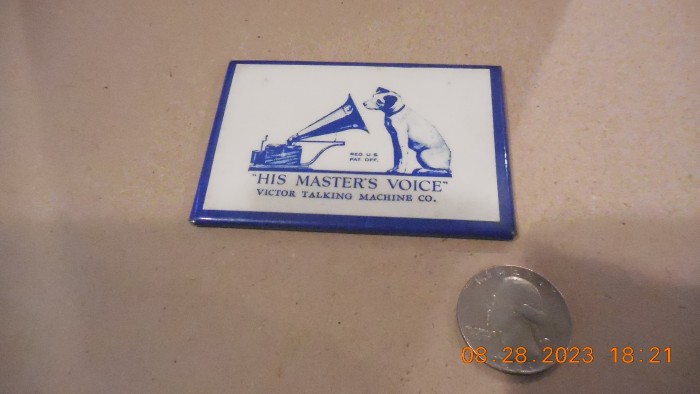 REG. U.S.
PAT. OFF.
"HIS MASTER'S VOICE"
VICTOR TALKING MACHINE CO.
08.28.2023 18:21